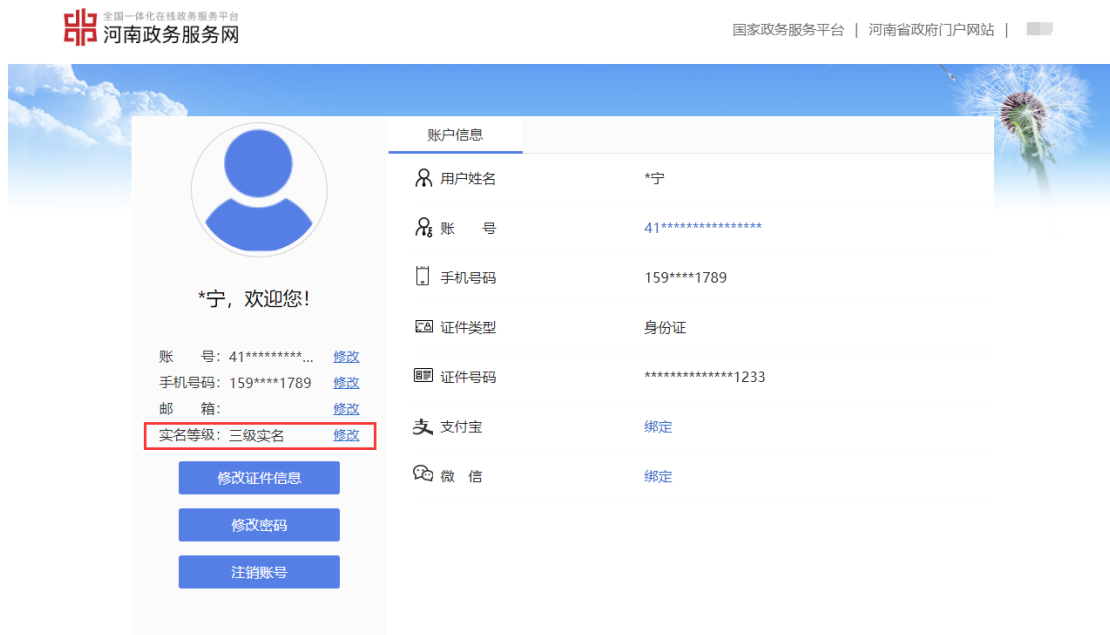 全国一体化在线政务服务平台
河南政务服务网
国家政务服务平台 | 河南省政府门户网站 |
账户信息
用户姓名 *宁
账 号 41****************
手机号码 159****1789
证件类型 身份证
证件号码 **************1233
支付宝 绑定
微 信 绑定
*宁，欢迎您！
账 号：41*********... 修改
手机号码：159****1789 修改
邮 箱： 修改
实名等级：三级实名 修改
修改证件信息
修改密码
注销账号